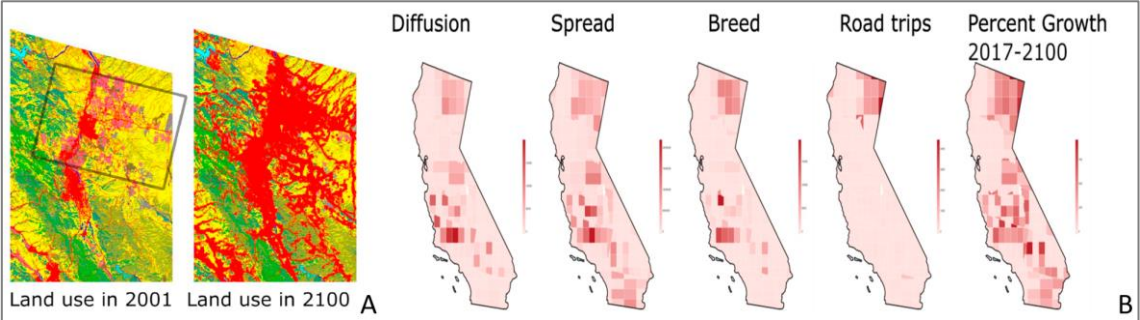 Diffusion
Spread
Breed
Road trips
Percent Growth
2017-2100
Land use in 2001
Land use in 2100
A
B